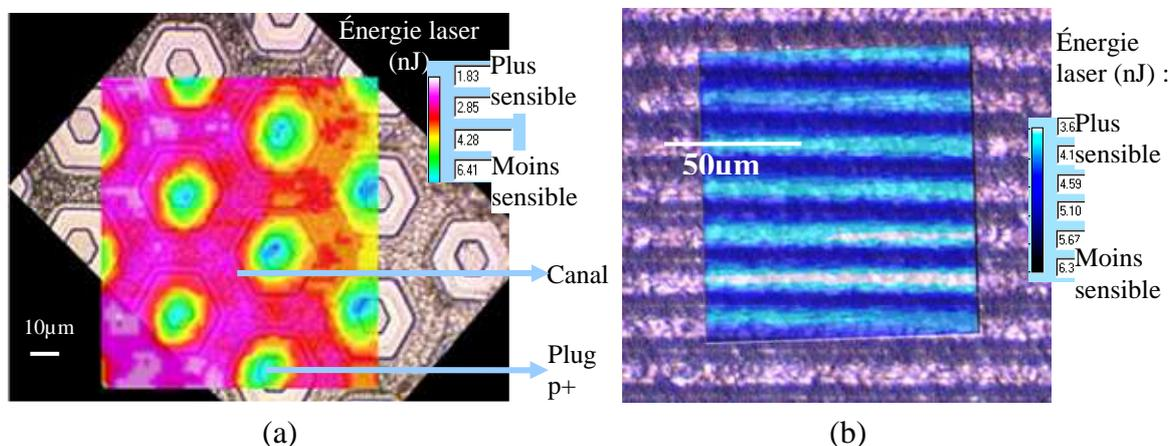 Énergie laser
(nJ)
Plus
sensible
1.83
2.85
4.28
6.41
Moins
sensible
Canal
Plug
p+
10µm
(a)
50µm
Énergie
laser (nJ) :
3.6
Plus
sensible
4.1
4.59
5.10
5.67
6.3
Moins
sensible
(b)